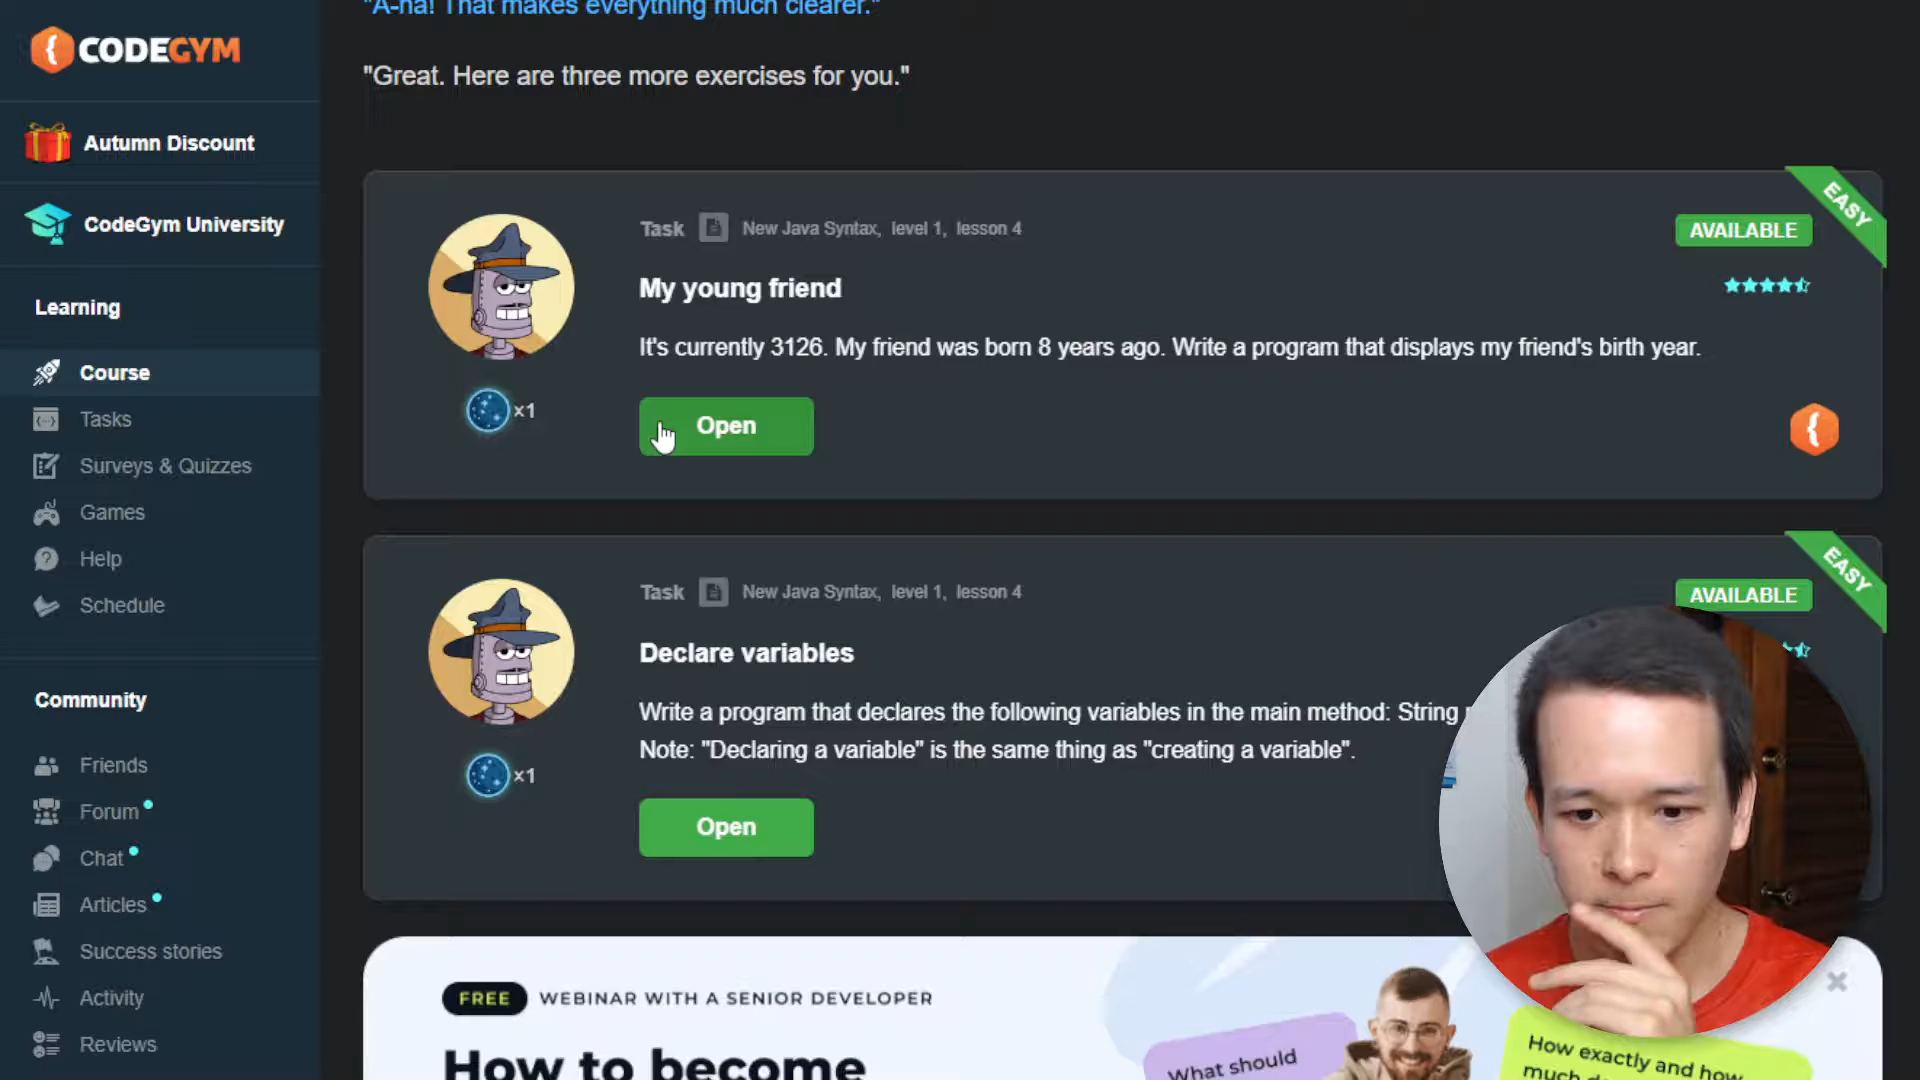 CODEGYM
Autumn Discount
CodeGym University
Learning
Course
Tasks
Surveys & Quizzes
Games
Help
Schedule
Community
Friends
Forum
Chat
Articles
Success stories
Activity
Reviews
"A-ha! That makes everything much clearer."
"Great. Here are three more exercises for you."
Task New Java Syntax, level 1, lesson 4
AVAILABLE
EASY
My young friend
It's currently 3126. My friend was born 8 years ago. Write a program that displays my friend's birth year.
x1
Open
Task New Java Syntax, level 1, lesson 4
AVAILABLE
EASY
Declare variables
Write a program that declares the following variables in the main method: String
Note: "Declaring a variable" is the same thing as "creating a variable".
x1
Open
FREE WEBINAR WITH A SENIOR DEVELOPER
How to become
What should
How exactly and how
much